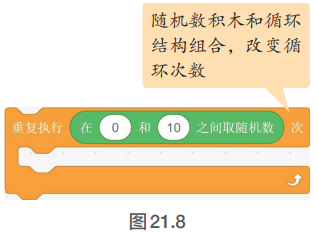 随机数积木和循环
结构组合，改变循
环次数
重复执行 在 0 和 10 之间取随机数 次
图21.8